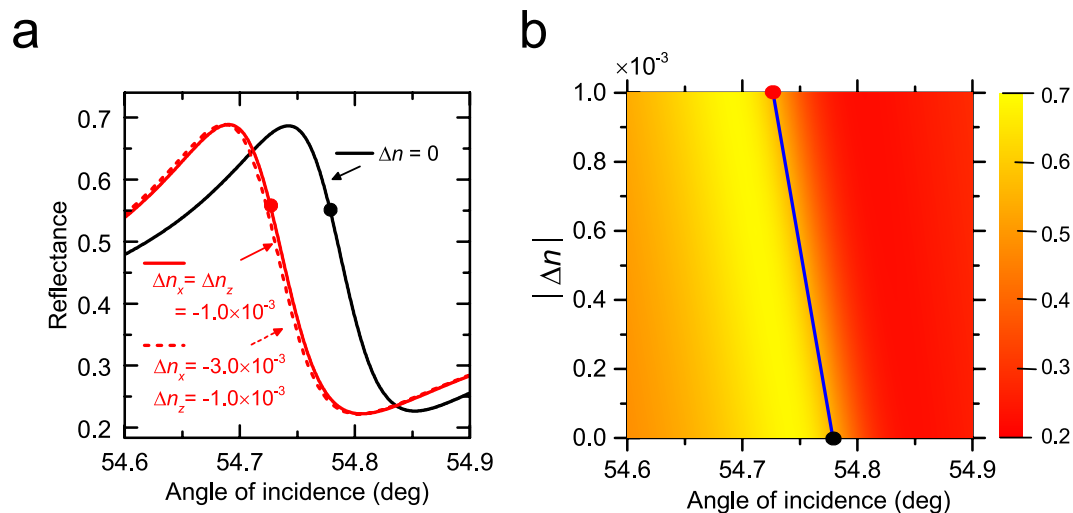 a
0.7
0.6
0.5
0.4
0.3
0.2
Reflectance
Δn = 0
Δnx= Δnz
= -1.0×10-3
Δnx= -3.0×10-3
Δnz= -1.0×10-3
54.6 54.7 54.8 54.9
Angle of incidence (deg)
b
×10-3
1.0
0.8
0.6
0.4
0.2
0.0
|Δn|
54.6 54.7 54.8 54.9
Angle of incidence (deg)
0.7
0.6
0.5
0.4
0.3
0.2